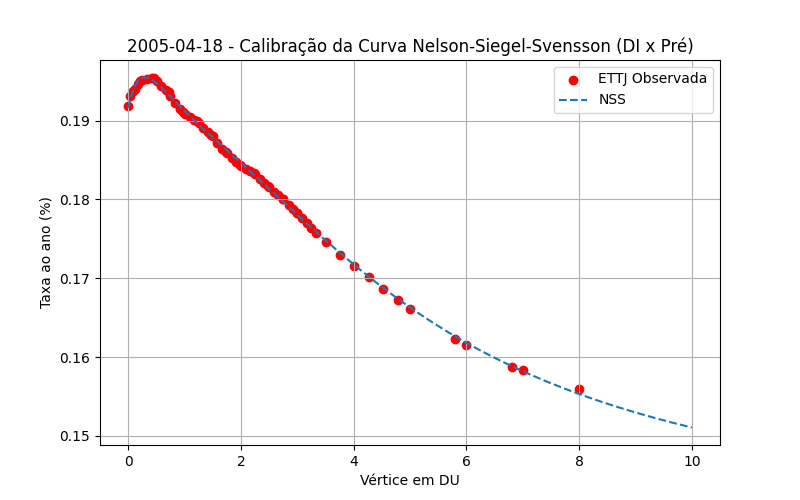 2005-04-18 - Calibração da Curva Nelson-Siegel-Svensson (DI x Pré)
ETTJ Observada
NSS
Taxa ao ano (%)
0.19
0.18
0.17
0.16
0.15
0 2 4 6 8 10
Vértice em DU